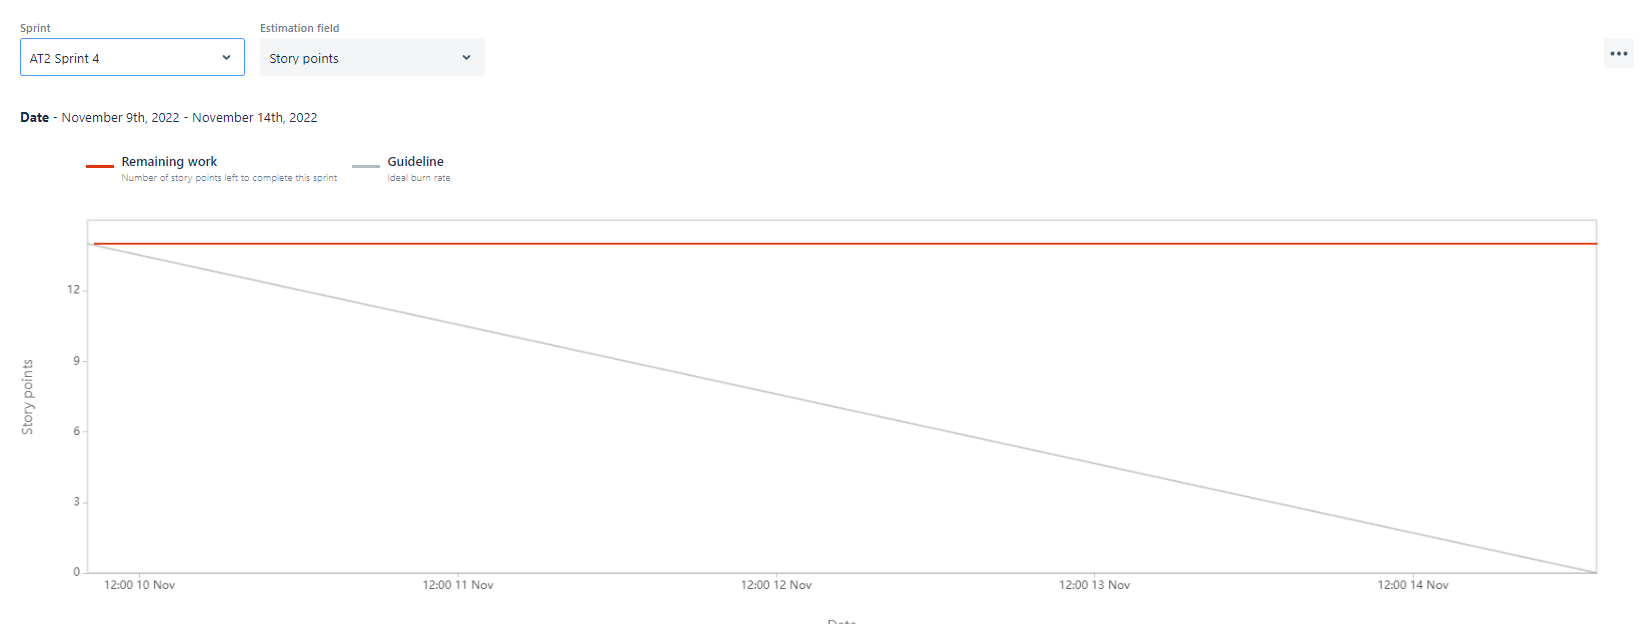 Sprint
Estimation field
AT2 Sprint 4
Story points
Date - November 9th, 2022 - November 14th, 2022
Remaining work
Number of story points left to complete this sprint
Guideline
Ideal burn rate
12
9
6
3
0
Story points
12:00 10 Nov
12:00 11 Nov
12:00 12 Nov
12:00 13 Nov
12:00 14 Nov
Date